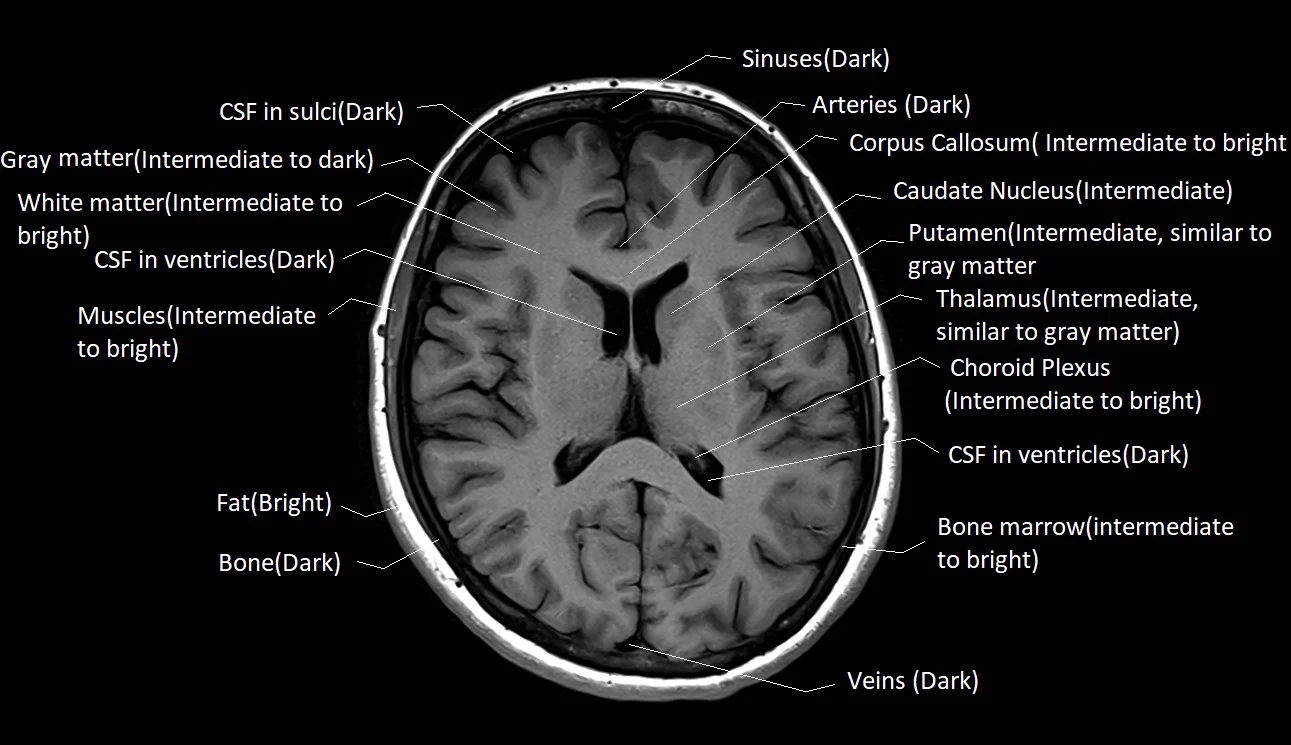 Sinuses(Dark)
CSF in sulci(Dark)
Arteries (Dark)
Corpus Callosum( Intermediate to bright
Gray matter(Intermediate to dark)
Caudate Nucleus(Intermediate)
White matter(Intermediate to
bright)
Putamen(Intermediate, similar to
gray matter
CSF in ventricles(Dark)
Thalamus(Intermediate,
similar to gray matter)
Muscles(Intermediate
to bright)
Choroid Plexus
(Intermediate to bright)
CSF in ventricles(Dark)
Fat(Bright)
Bone marrow(intermediate
to bright)
Bone(Dark)
Veins (Dark)